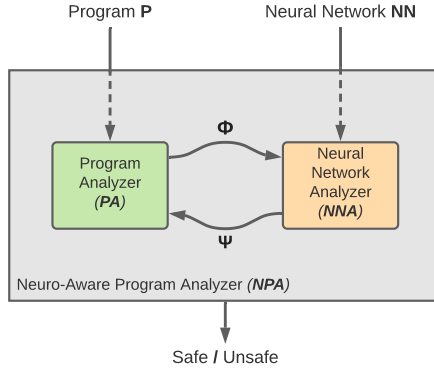 Program P
Neural Network NN
Φ
Program
Analyzer
(PA)
Neural
Network
Analyzer
(NNA)
Ψ
Neuro-Aware Program Analyzer (NPA)
Safe / Unsafe